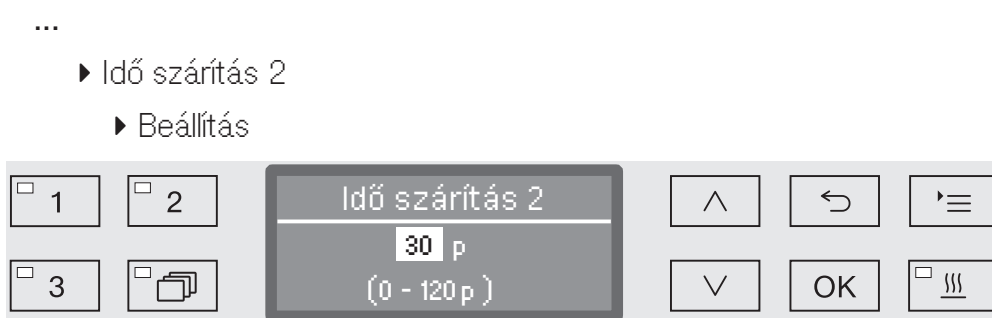 ...
▶ Idő szárítás 2
▶ Beállítás
1 2 Idő szárítás 2
30 p
3 (0 - 120 p ) OK